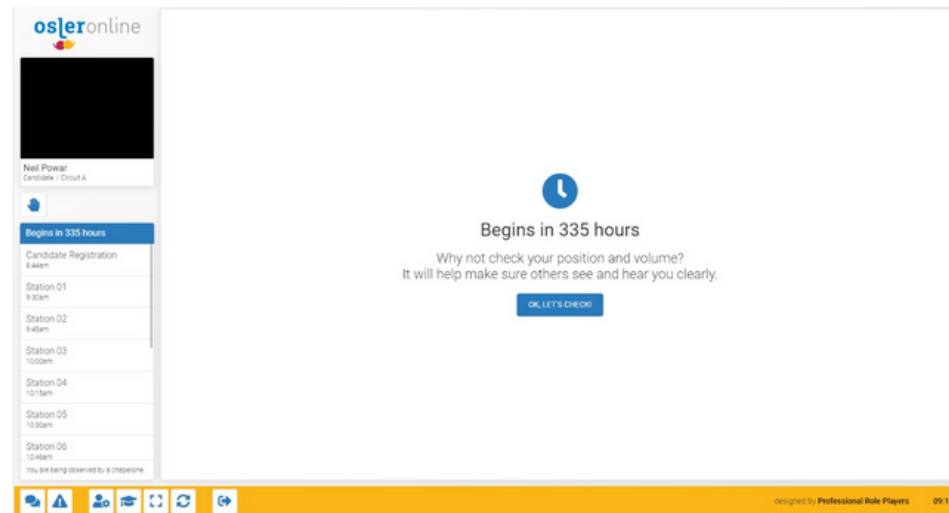 osleronline
Neil Powar
Candidate / Circuit A
Begins in 335 hours
Candidate Registration
8:44am
Station 01
9:30am
Station 02
9:45am
Station 03
10:00am
Station 04
10:15am
Station 05
10:30am
Station 06
10:46am
You are being observed by a chaperone.
Begins in 335 hours
Why not check your position and volume?
It will help make sure others see and hear you clearly.
OK, LET'S CHECK!
designed by Professional Role Players
09:1